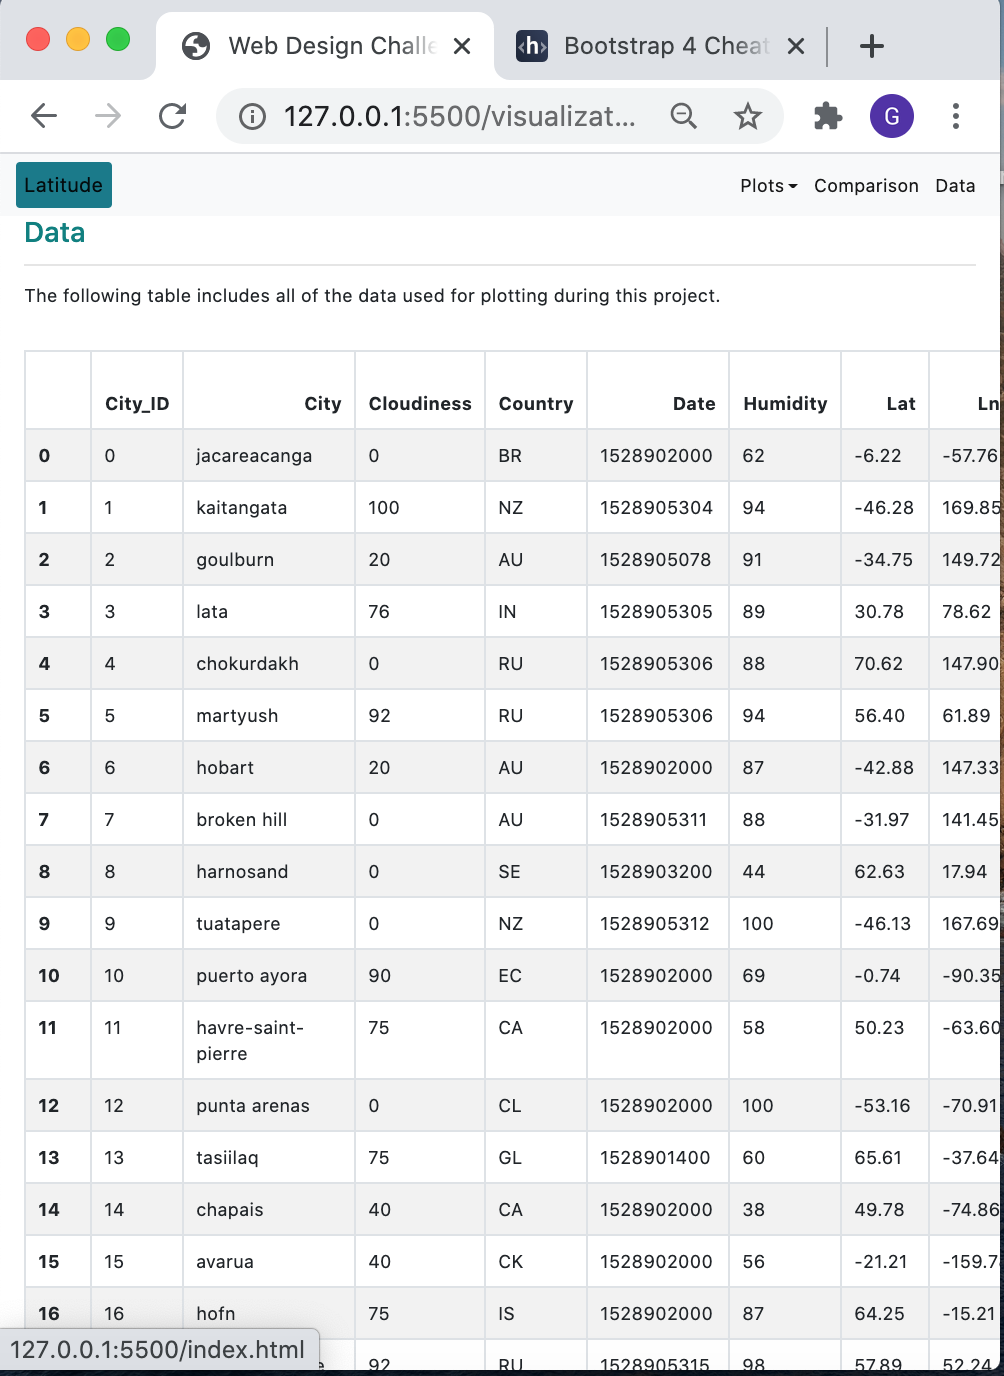 Web Design Challe
Bootstrap 4 Cheat
127.0.0.1:5500/visualizat...
G
Latitude
Plots Comparison Data
Data
The following table includes all of the data used for plotting during this project.
City_ID City Cloudiness Country Date Humidity Lat Ln
0 0 jacareacanga 0 BR 1528902000 62 -6.22 -57.76
1 1 kaitangata 100 NZ 1528905304 94 -46.28 169.85
2 2 goulburn 20 AU 1528905078 91 -34.75 149.72
3 3 lata 76 IN 1528905305 89 30.78 78.62
4 4 chokurdakh 0 RU 1528905306 88 70.62 147.90
5 5 martyush 92 RU 1528905306 94 56.40 61.89
6 6 hobart 20 AU 1528902000 87 -42.88 147.33
7 7 broken hill 0 AU 1528905311 88 -31.97 141.45
8 8 harnosand 0 SE 1528903200 44 62.63 17.94
9 9 tuatapere 0 NZ 1528905312 100 -46.13 167.69
10 10 puerto ayora 90 EC 1528902000 69 -0.74 -90.35
11 11 havre-saint- 75 CA 1528902000 58 50.23 -63.60
pierre
12 12 punta arenas 0 CL 1528902000 100 -53.16 -70.91
13 13 tasiilaq 75 GL 1528901400 60 65.61 -37.64
14 14 chapais 40 CA 1528902000 38 49.78 -74.86
15 15 avarua 40 CK 1528902000 56 -21.21 -159.7
16 16 hofn 75 IS 1528902000 87 64.25 -15.21
127.0.0.1:5500/index.html
92 RU 1528905315 98 57.89 52.24